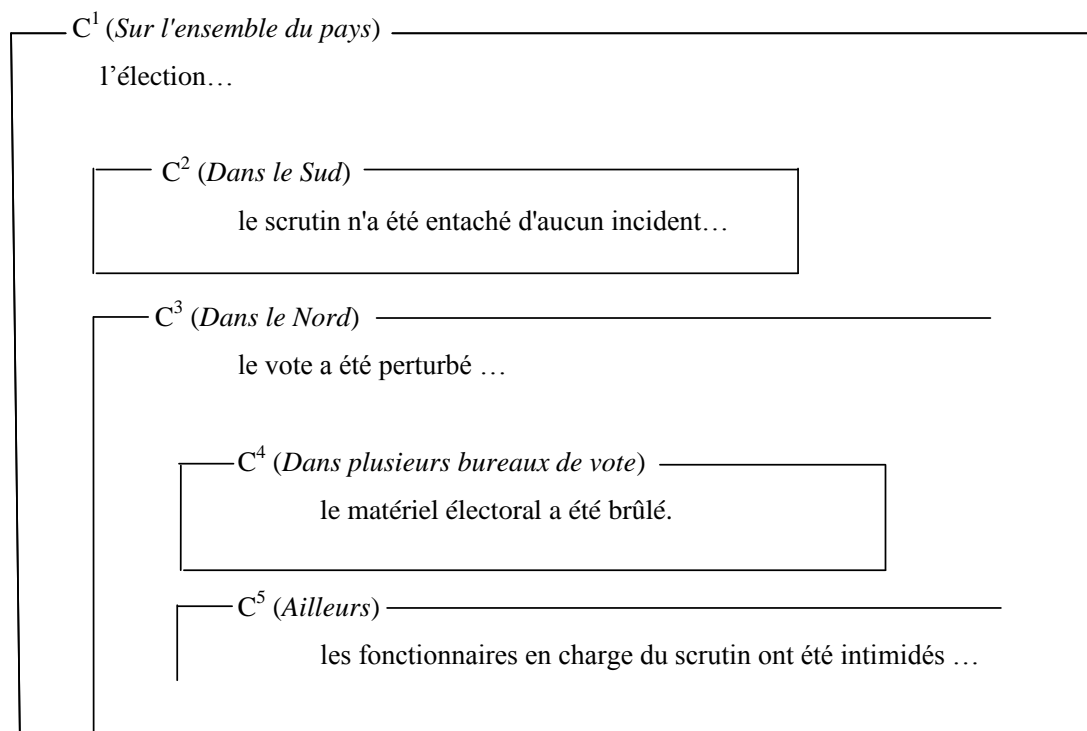 C¹ (Sur l'ensemble du pays)
l’élection…
C² (Dans le Sud)
le scrutin n'a été entaché d'aucun incident…
C³ (Dans le Nord)
le vote a été perturbé …
C⁴ (Dans plusieurs bureaux de vote)
le matériel électoral a été brûlé.
C⁵ (Ailleurs)
les fonctionnaires en charge du scrutin ont été intimidés …